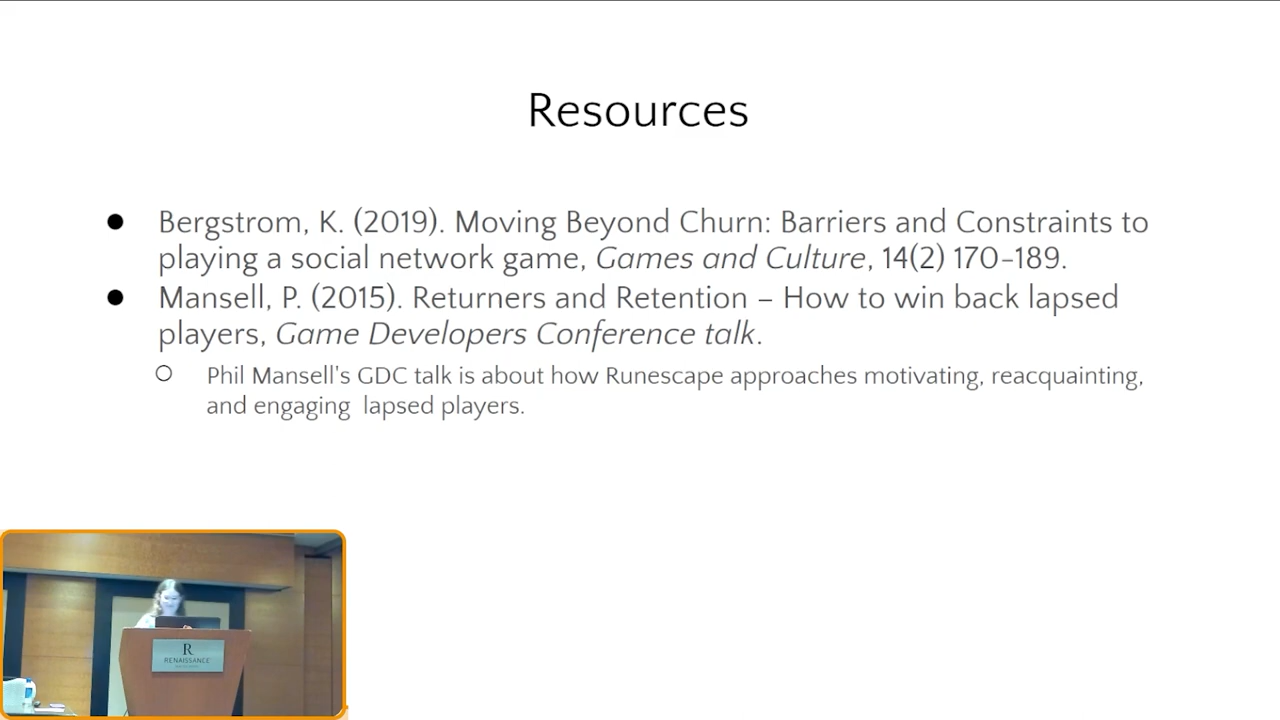 Resources
● Bergstrom, K. (2019). Moving Beyond Churn: Barriers and Constraints to
playing a social network game, Games and Culture, 14(2) 170-189.
● Mansell, P. (2015). Returners and Retention – How to win back lapsed
players, Game Developers Conference talk.
○ Phil Mansell's GDC talk is about how Runescape approaches motivating, reacquainting,
and engaging  lapsed players.
R
RENAISSANCE